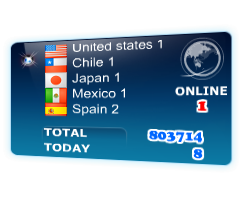 United states 1
Chile 1
Japan 1
Mexico 1
Spain 2
ONLINE
1
TOTAL 803714
TODAY 8